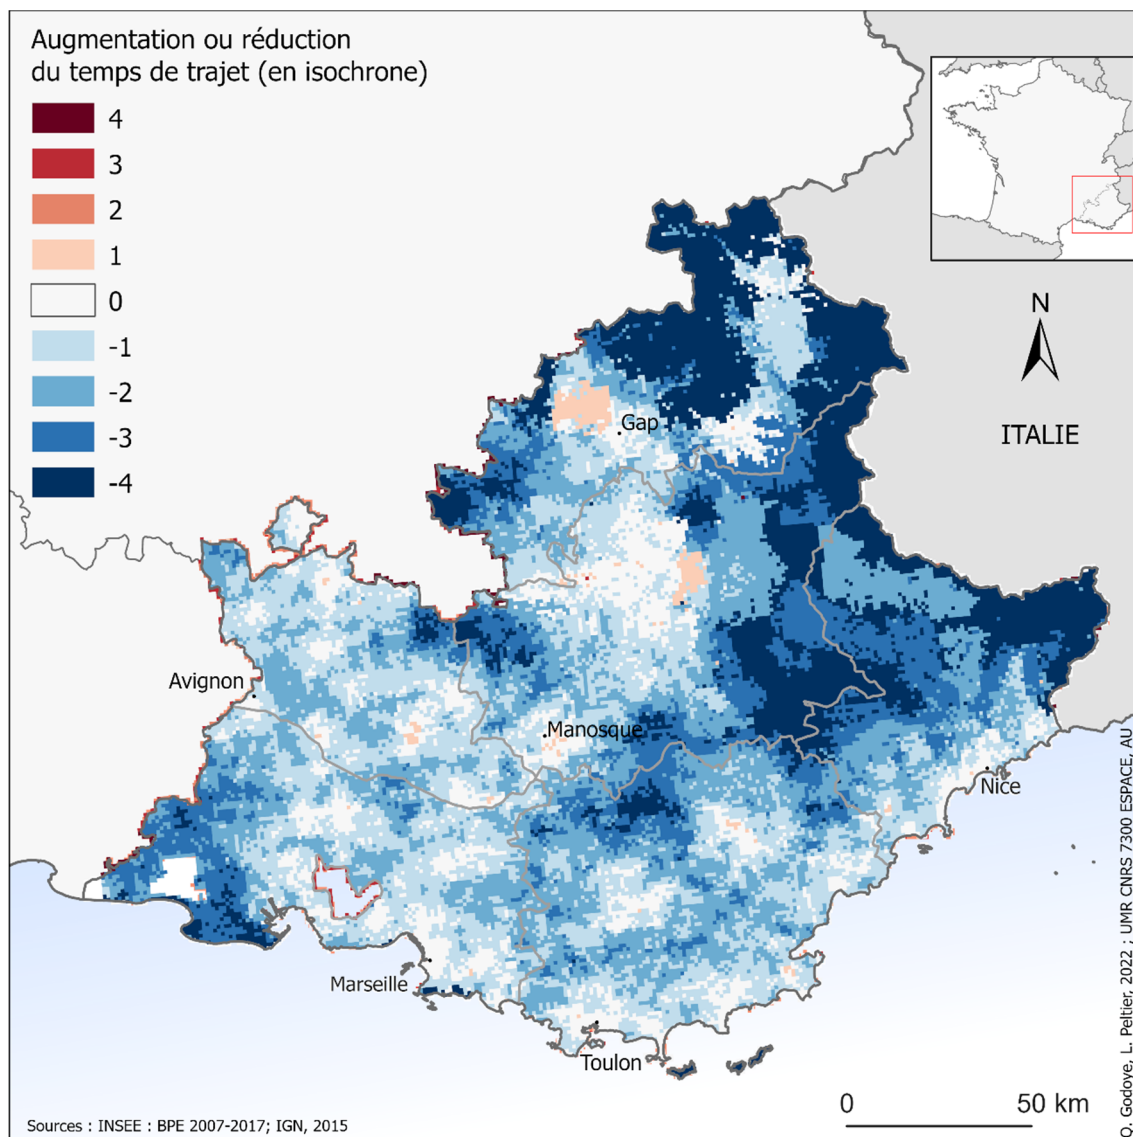 Augmentation ou réduction
du temps de trajet (en isochrone)
4
3
2
1
0
-1
-2
-3
-4
N
ITALIE
Gap
Avignon
Manosque
Nice
Marseille
Toulon
0 50 km
Sources : INSEE : BPE 2007-2017; IGN, 2015
Q. Godoye, L. Peltier, 2022 ; UMR CNRS 7300 ESPACE, AU